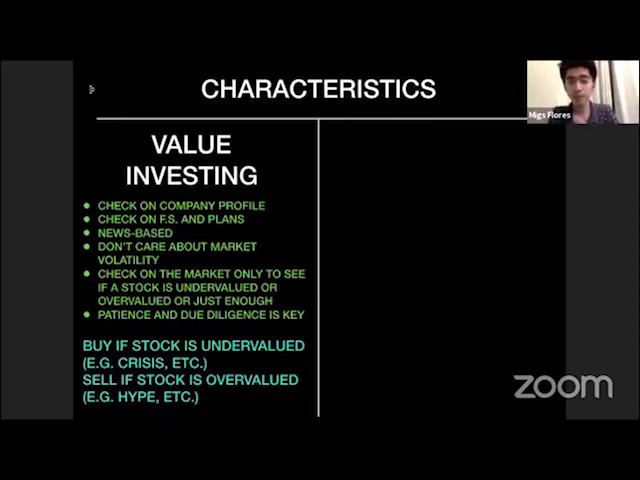 CHARACTERISTICS
Migs Flores
VALUE
INVESTING
CHECK ON COMPANY PROFILE
CHECK ON F.S. AND PLANS
NEWS-BASED
DON'T CARE ABOUT MARKET
VOLATILITY
CHECK ON THE MARKET ONLY TO SEE
IF A STOCK IS UNDERVALUED OR
OVERVALUED OR JUST ENOUGH
PATIENCE AND DUE DILIGENCE IS KEY
BUY IF STOCK IS UNDERVALUED
(E.G. CRISIS, ETC.)
SELL IF STOCK IS OVERVALUED
(E.G. HYPE, ETC.)
zoom